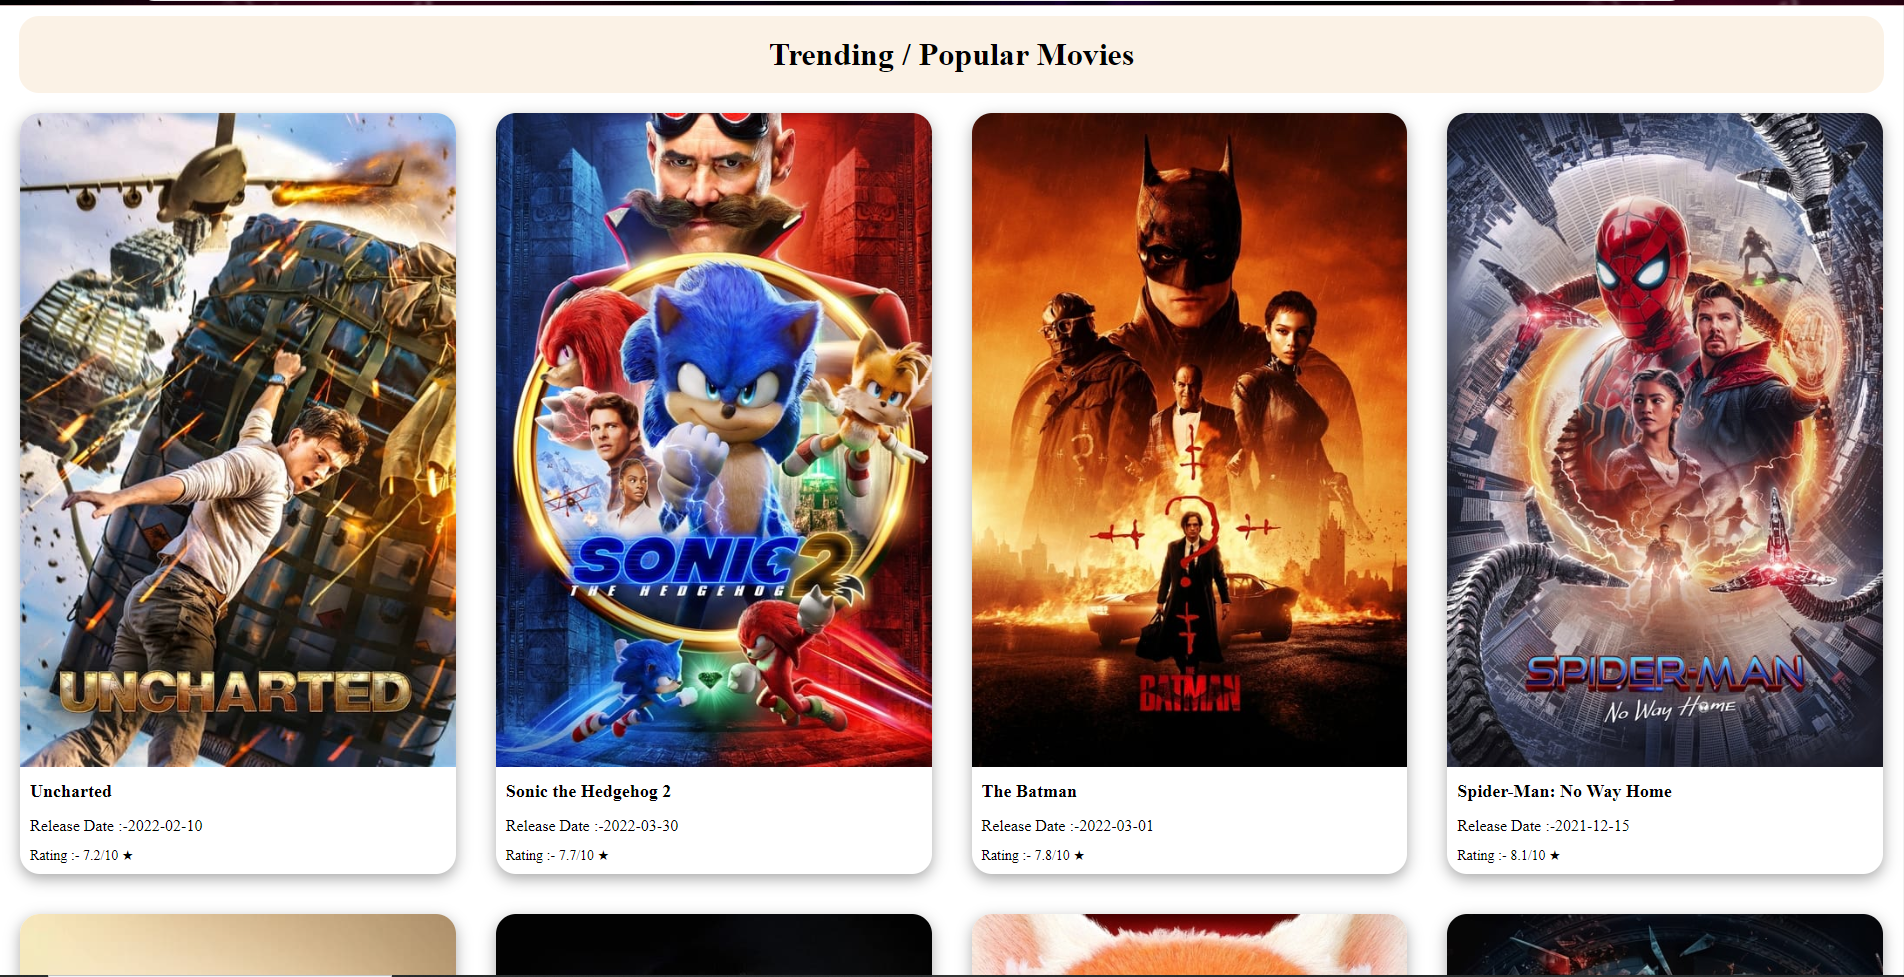 Trending / Popular Movies
UNCHARTED
Uncharted
Release Date :-2022-02-10
Rating :- 7.2/10 ★
SONIC 2
THE HEDGEHOG
Sonic the Hedgehog 2
Release Date :-2022-03-30
Rating :- 7.7/10 ★
THE
BATMAN
The Batman
Release Date :-2022-03-01
Rating :- 7.8/10 ★
SPIDER-MAN
No Way Home
Spider-Man: No Way Home
Release Date :-2021-12-15
Rating :- 8.1/10 ★